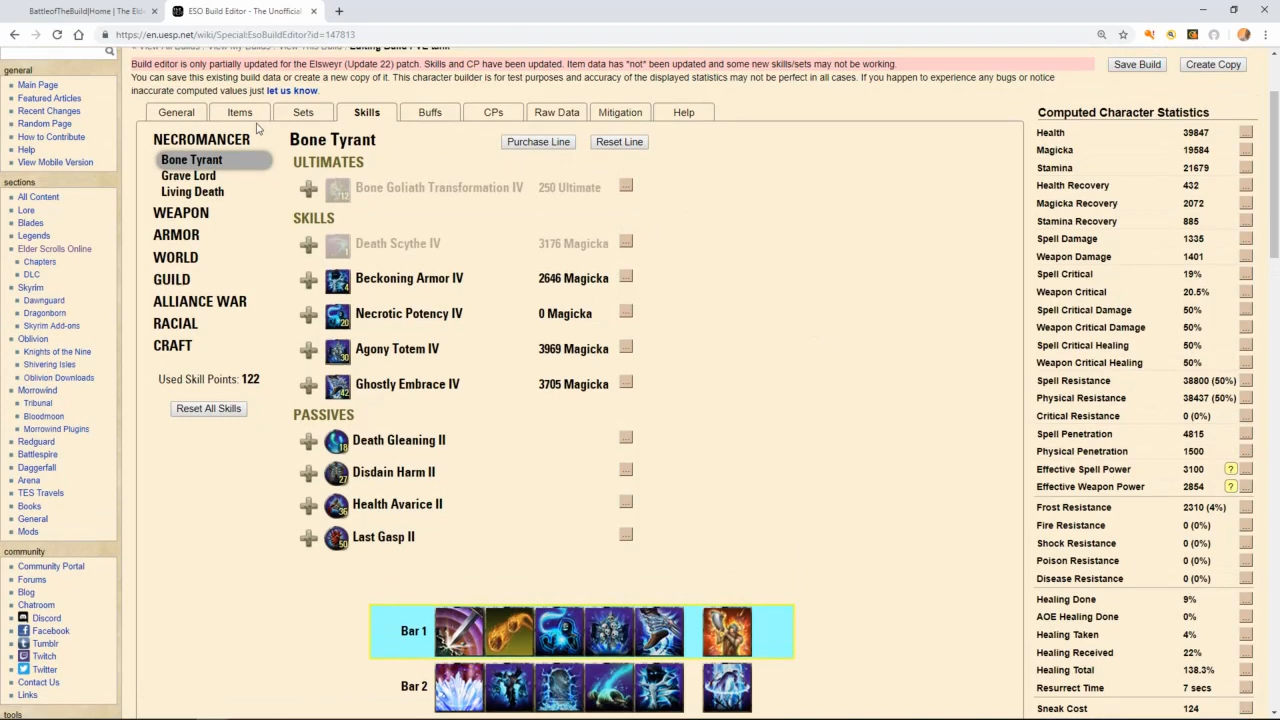 BattleofTheBuild|Home | The Eld
ESO Build Editor - The Unofficial
https://en.uesp.net/wiki/Special:EsoBuildEditor?id=147813
Build editor is only partially updated for the Elsweyr (Update 22) patch. Skills and CP have been updated. Item data has *not* been updated and some new skills/sets may not be working.
You can save this existing build data or create a new copy of it. This character builder is for test purposes and accuracy of the displayed statistics may not be perfect in all cases. If you happen to experience any bugs or notice
inaccurate computed values just let us know.
Save Build
Create Copy
general
Main Page
Featured Articles
Recent Changes
Random Page
How to Contribute
Help
View Mobile Version
sections
All Content
Lore
Blades
Legends
Elder Scrolls Online
Chapters
DLC
Skyrim
Dawnguard
Dragonborn
Skyrim Add-ons
Oblivion
Knights of the Nine
Shivering Isles
Oblivion Downloads
Morrowind
Tribunal
Bloodmoon
Morrowind Plugins
Redguard
Battlespire
Daggerfall
Arena
TES Travels
Books
General
Mods
community
Community Portal
Forums
Blog
Chatroom
Discord
Facebook
Tumblr
Twitch
Twitter
Contact Us
Links
tools
General
Items
Sets
Skills
Buffs
CPs
Raw Data
Mitigation
Help
NECROMANCER
Bone Tyrant
Grave Lord
Living Death
WEAPON
ARMOR
WORLD
GUILD
ALLIANCE WAR
RACIAL
CRAFT
Used Skill Points: 122
Reset All Skills
Bone Tyrant
Purchase Line
Reset Line
ULTIMATES
12 Bone Goliath Transformation IV 250 Ultimate ...
SKILLS
1 Death Scythe IV 3176 Magicka ...
4 Beckoning Armor IV 2646 Magicka ...
20 Necrotic Potency IV 0 Magicka ...
30 Agony Totem IV 3969 Magicka ...
42 Ghostly Embrace IV 3705 Magicka ...
PASSIVES
18 Death Gleaning II ...
27 Disdain Harm II ...
36 Health Avarice II ...
50 Last Gasp II ...
Bar 1
Bar 2
Computed Character Statistics
Health 39847 ...
Magicka 19584 ...
Stamina 21679 ...
Health Recovery 432 ...
Magicka Recovery 2072 ...
Stamina Recovery 885 ...
Spell Damage 1335 ...
Weapon Damage 1401 ...
Spell Critical 19% ...
Weapon Critical 20.5% ...
Spell Critical Damage 50% ...
Weapon Critical Damage 50% ...
Spell Critical Healing 50% ...
Weapon Critical Healing 50% ...
Spell Resistance 38800 (50%) ...
Physical Resistance 38437 (50%) ...
Critical Resistance 0 (0%) ...
Spell Penetration 4815 ...
Physical Penetration 1500 ...
Effective Spell Power 3100 ? ...
Effective Weapon Power 2854 ? ...
Frost Resistance 2310 (4%) ...
Fire Resistance 0 (0%) ...
Shock Resistance 0 (0%) ...
Poison Resistance 0 (0%) ...
Disease Resistance 0 (0%) ...
Healing Done 9% ...
AOE Healing Done 0% ...
Healing Taken 4% ...
Healing Received 22% ...
Healing Total 138.3% ...
Resurrect Time 7 secs ...
Sneak Cost 124 ...